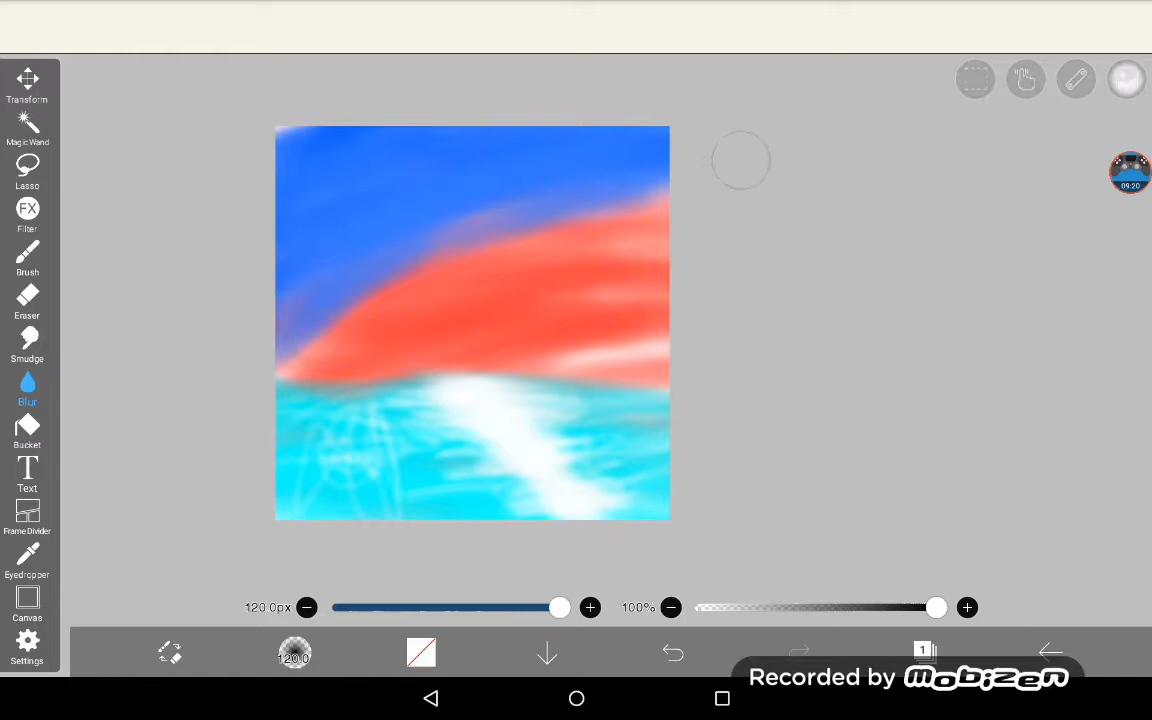 Transform
Magic Wand
Lasso
FX
Filter
Brush
Eraser
Smudge
Blur
Bucket
T
Text
Frame Divider
Eyedropper
Canvas
Settings
09:20
120.0px
100%
120.0
1
Recorded by mobizen